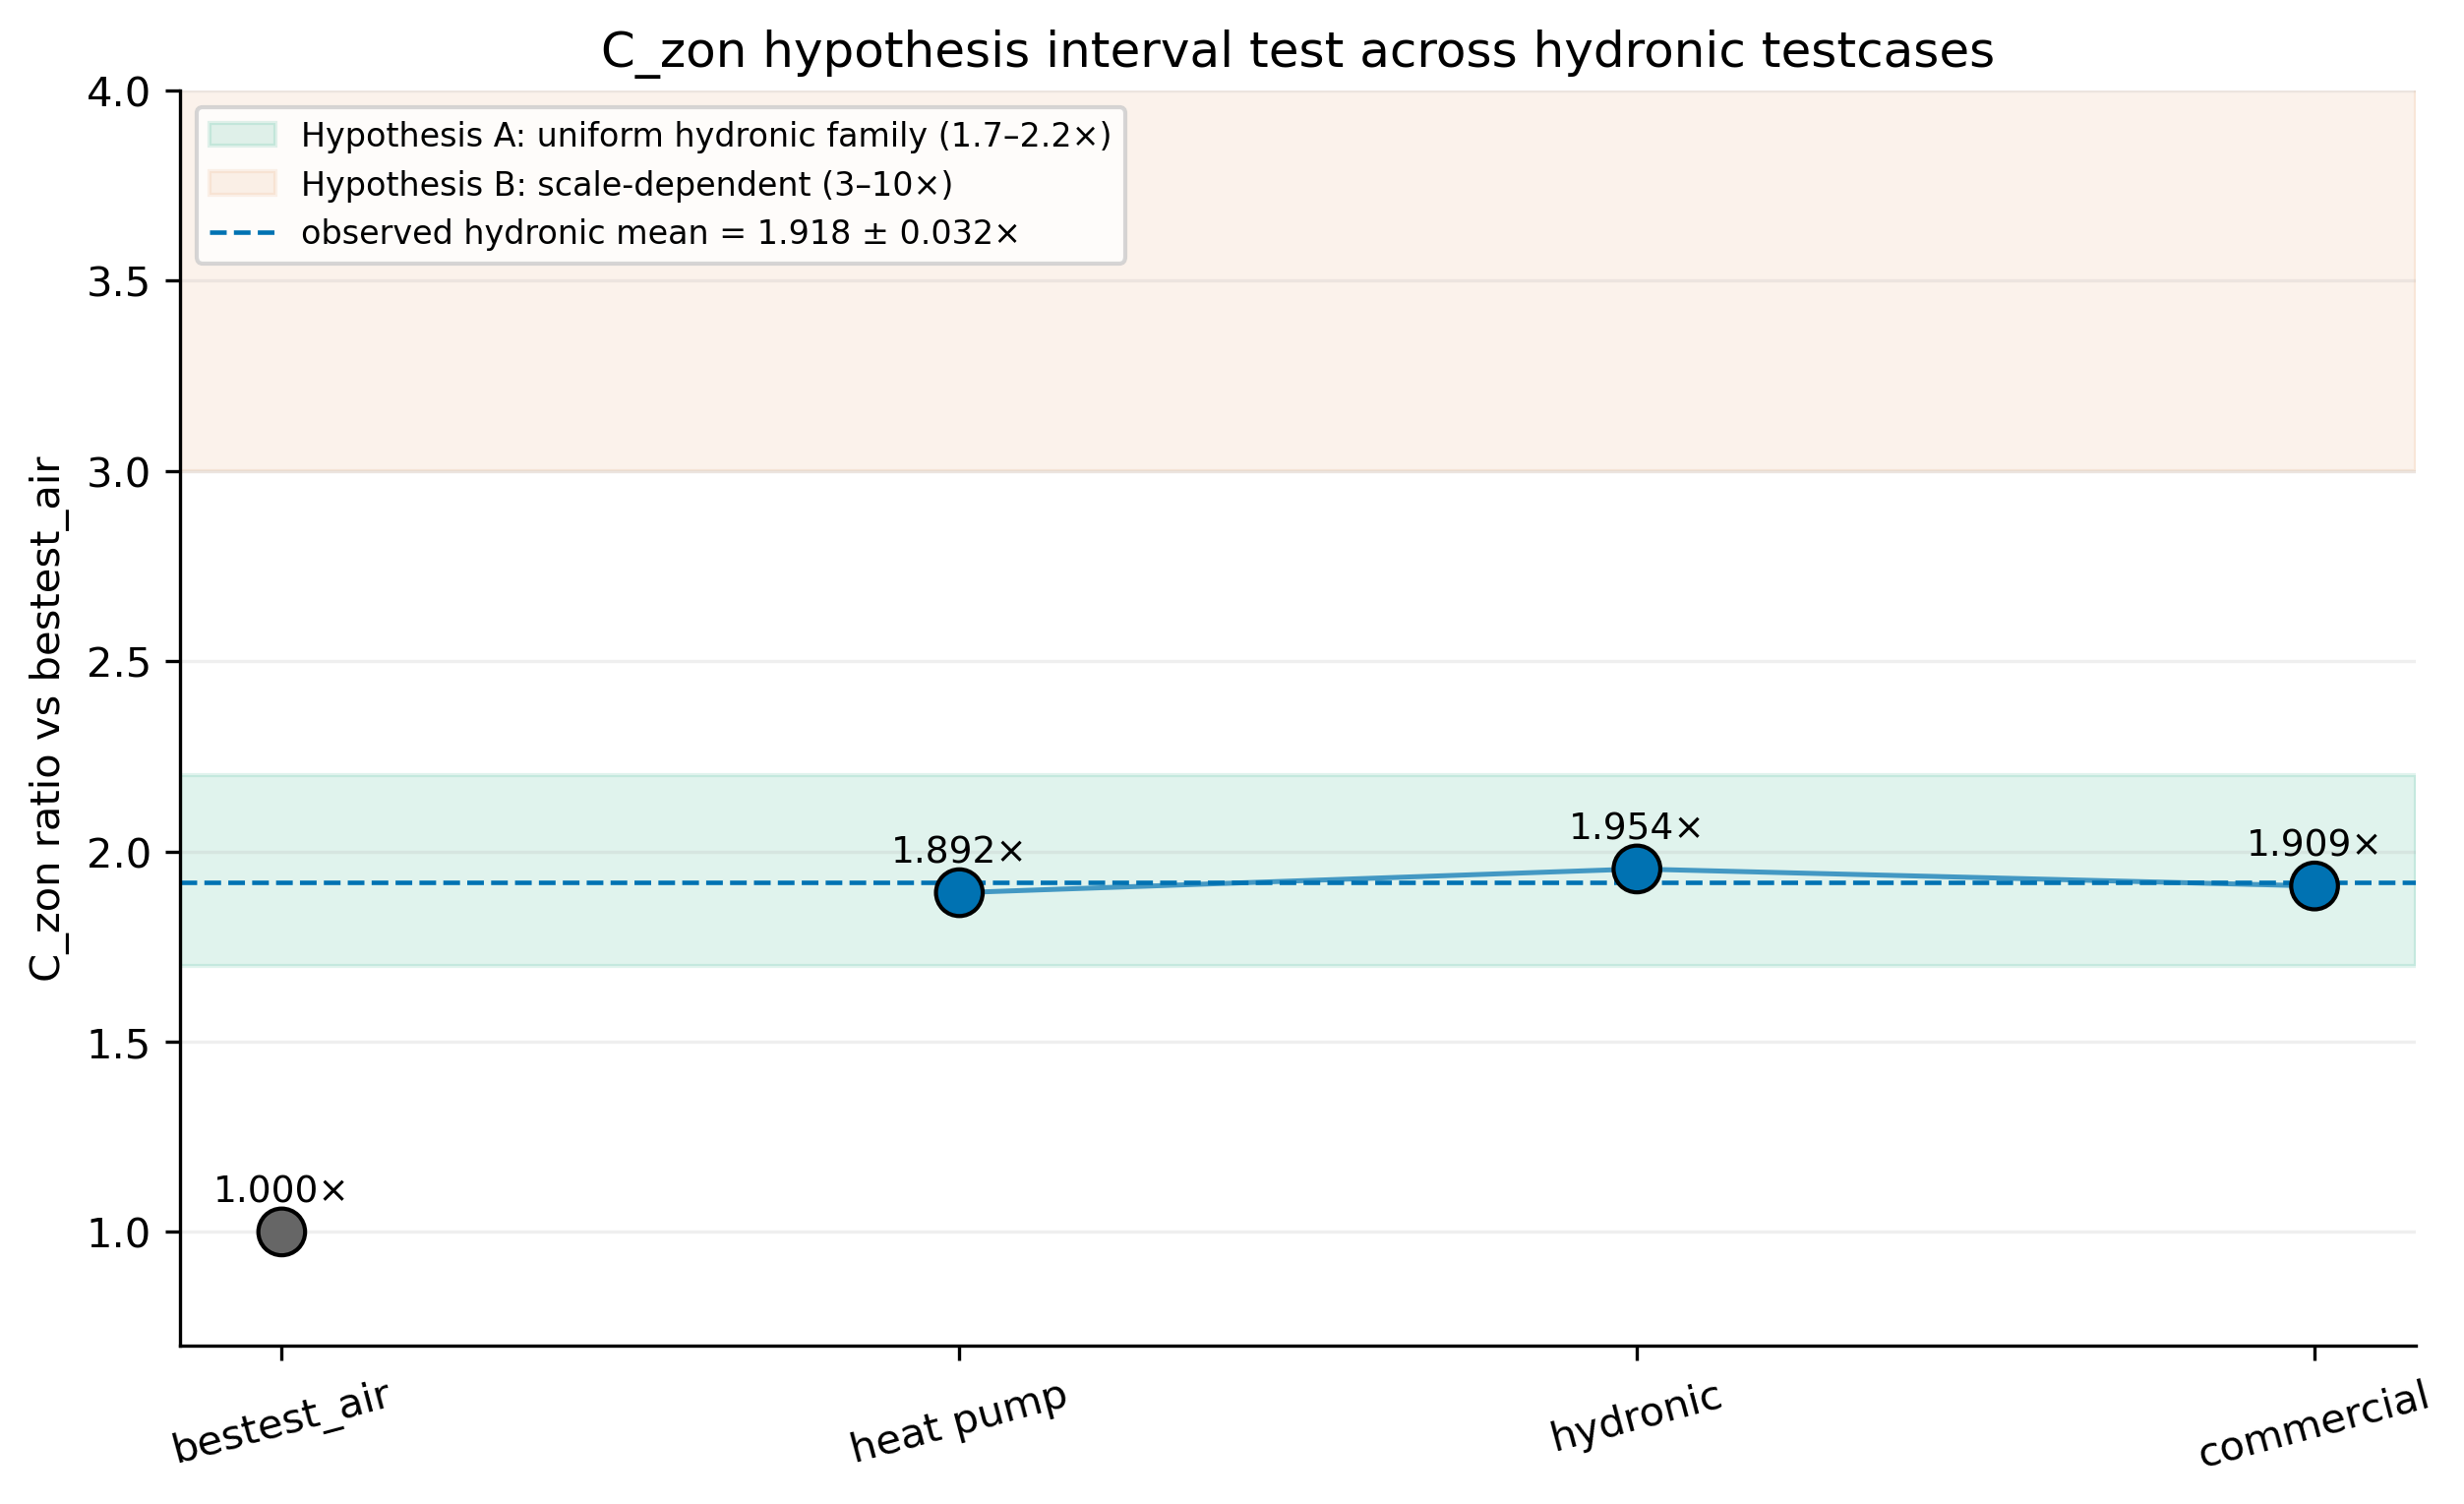 C_zon hypothesis interval test across hydronic testcases
C_zon ratio vs bestest_air
4.0
3.5
3.0
2.5
2.0
1.5
1.0
Hypothesis A: uniform hydronic family (1.7–2.2×)
Hypothesis B: scale-dependent (3–10×)
observed hydronic mean = 1.918 ± 0.032×
1.000×
1.892×
1.954×
1.909×
bestest_air
heat pump
hydronic
commercial